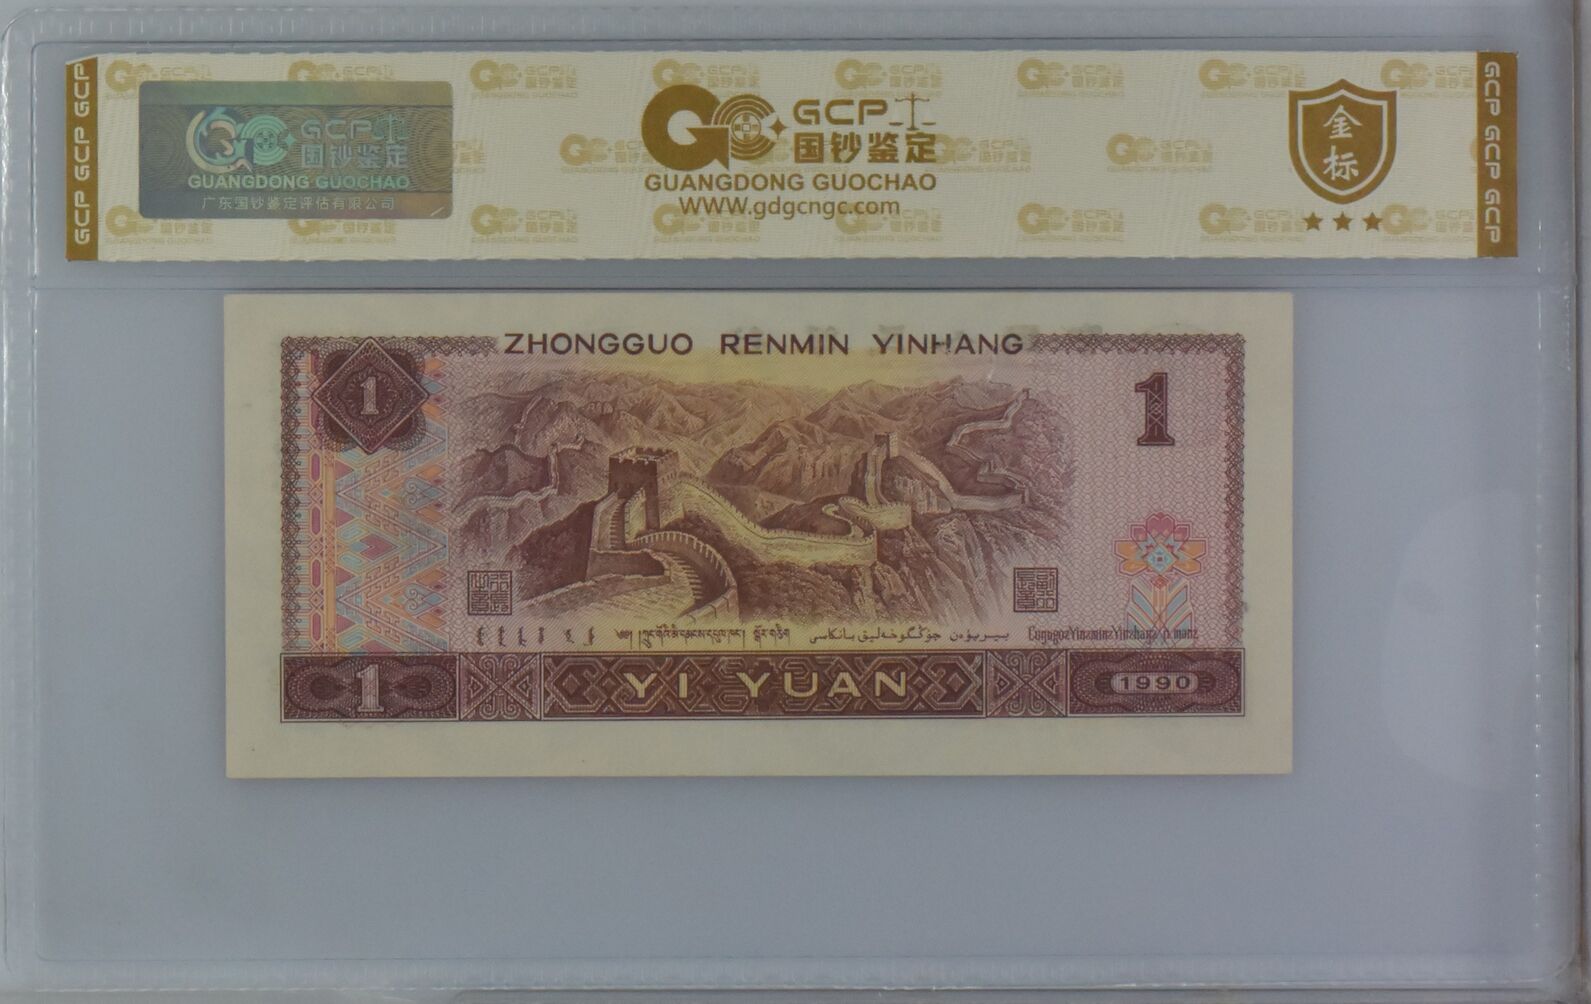 GCP GCP GCP
GCP
国钞鉴定
GUANGDONG GUOCHAO
广东国钞鉴定评估有限公司
GCP
国钞鉴定
GUANGDONG GUOCHAO
WWW.gdgcngc.com
金标
GCP GCP GCP
ZHONGGUO RENMIN YINHANG
1
1
جۇڭگوخەلىق بانكاسى
1
YI YUAN
1990